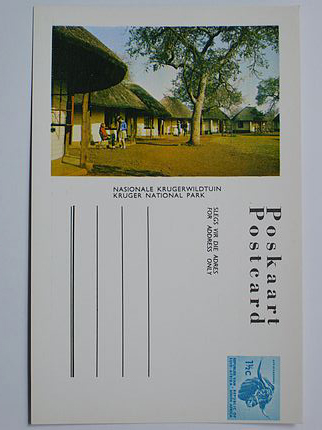 NASIONALE KRUGERWILDTUIN
KRUGER NATIONAL PARK
Poskaart
Postcard
SLEGS VIR DIE ADRES
FOR ADDRESS ONLY
1½c